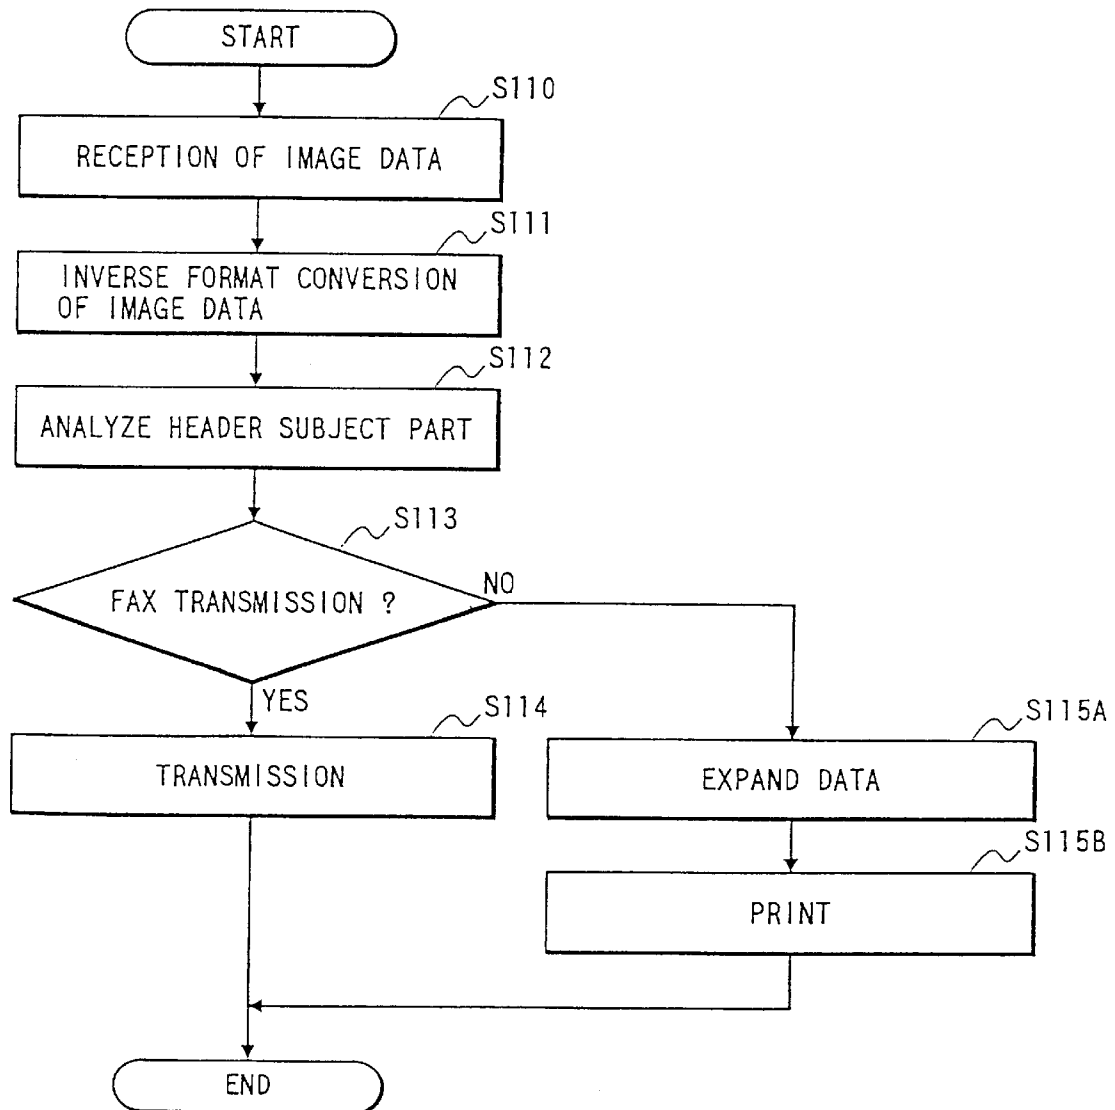 START
S110
RECEPTION OF IMAGE DATA
S111
INVERSE FORMAT CONVERSION
OF IMAGE DATA
S112
ANALYZE HEADER SUBJECT PART
S113
FAX TRANSMISSION ?
NO
YES
S114
TRANSMISSION
S115A
EXPAND DATA
S115B
PRINT
END